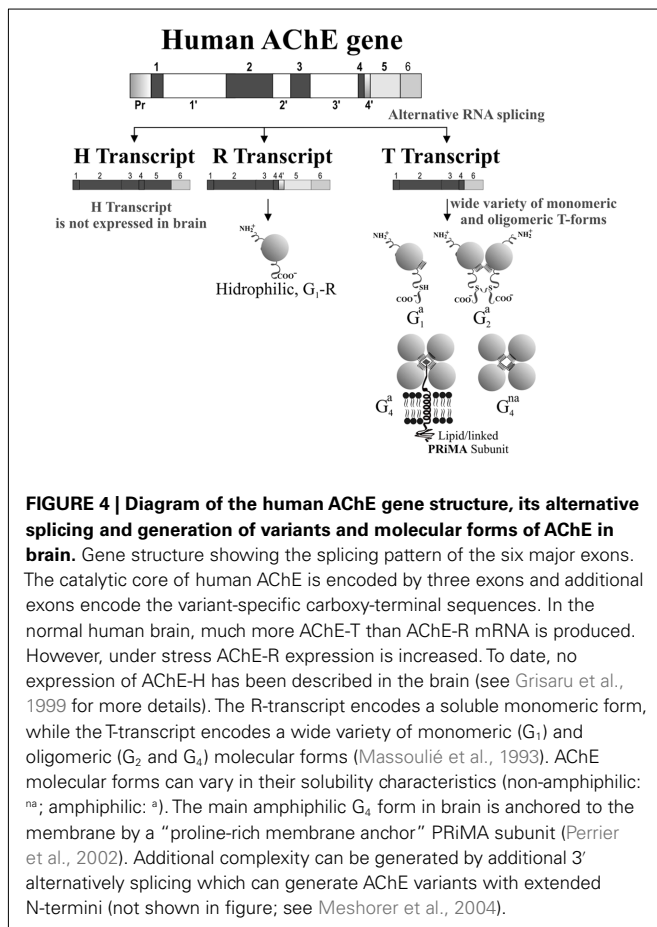 Human AChE gene
1 2 3 4 5 6
Pr 1' 2' 3' 4'
Alternative RNA splicing
H Transcript R Transcript T Transcript
1 2 3 4 5 6 1 2 3 4 4' 5 6 1 2 3 4 6
H Transcript
is not expressed in brain
wide variety of monomeric
and oligomeric T-forms
NH₂⁺ NH₂⁺ NH₂⁺
COO⁻
Hidrophilic, G₁-R
SH S S
COO⁻ COO⁻ COO⁻
G₁ᵃ G₂ᵃ
G₄ᵃ G₄ⁿᵃ
Lipid/linked
PRiMA Subunit
FIGURE 4 | Diagram of the human AChE gene structure, its alternative
splicing and generation of variants and molecular forms of AChE in
brain. Gene structure showing the splicing pattern of the six major exons.
The catalytic core of human AChE is encoded by three exons and additional
exons encode the variant-specific carboxy-terminal sequences. In the
normal human brain, much more AChE-T than AChE-R mRNA is produced.
However, under stress AChE-R expression is increased. To date, no
expression of AChE-H has been described in the brain (see Grisaru et al.,
1999 for more details). The R-transcript encodes a soluble monomeric form,
while the T-transcript encodes a wide variety of monomeric (G₁) and
oligomeric (G₂ and G₄) molecular forms (Massoulié et al., 1993). AChE
molecular forms can vary in their solubility characteristics (non-amphiphilic:
ⁿᵃ; amphiphilic: ᵃ). The main amphiphilic G₄ form in brain is anchored to the
membrane by a “proline-rich membrane anchor” PRiMA subunit (Perrier
et al., 2002). Additional complexity can be generated by additional 3′
alternatively splicing which can generate AChE variants with extended
N-termini (not shown in figure; see Meshorer et al., 2004).